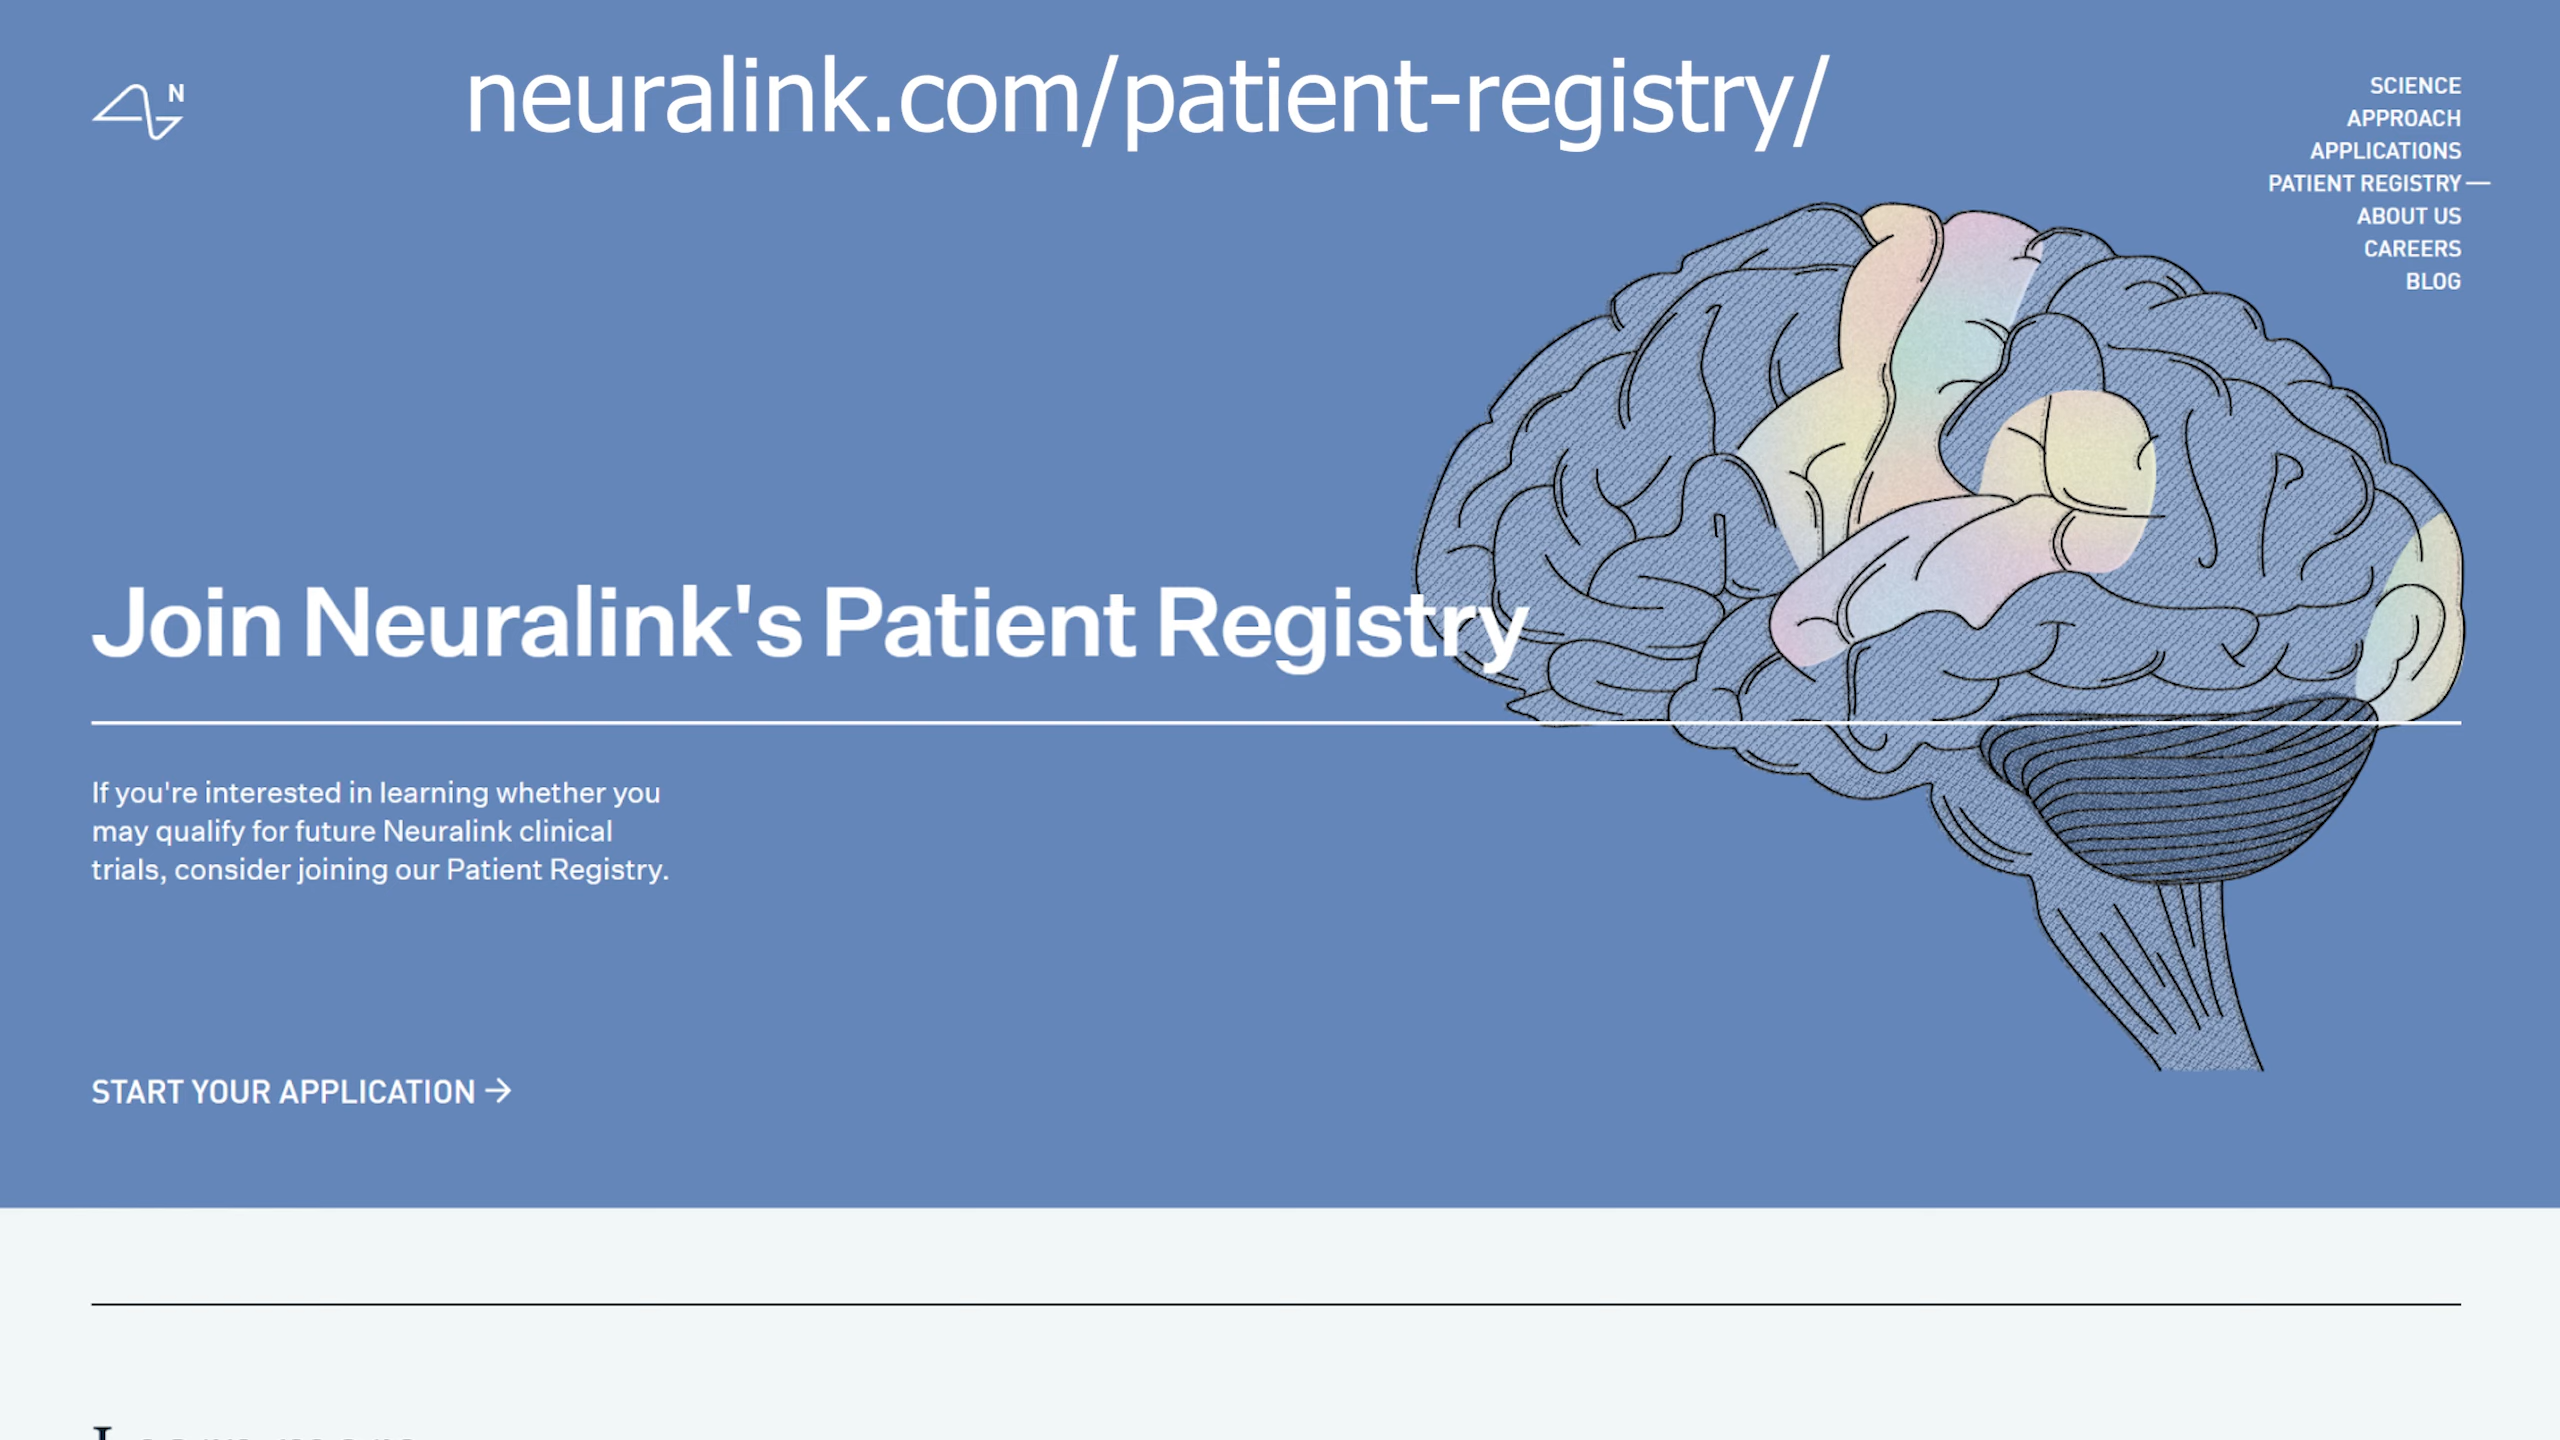 N
neuralink.com/patient-registry/
SCIENCE
APPROACH
APPLICATIONS
PATIENT REGISTRY —
ABOUT US
CAREERS
BLOG
Join Neuralink's Patient Registry
If you're interested in learning whether you
may qualify for future Neuralink clinical
trials, consider joining our Patient Registry.
START YOUR APPLICATION →